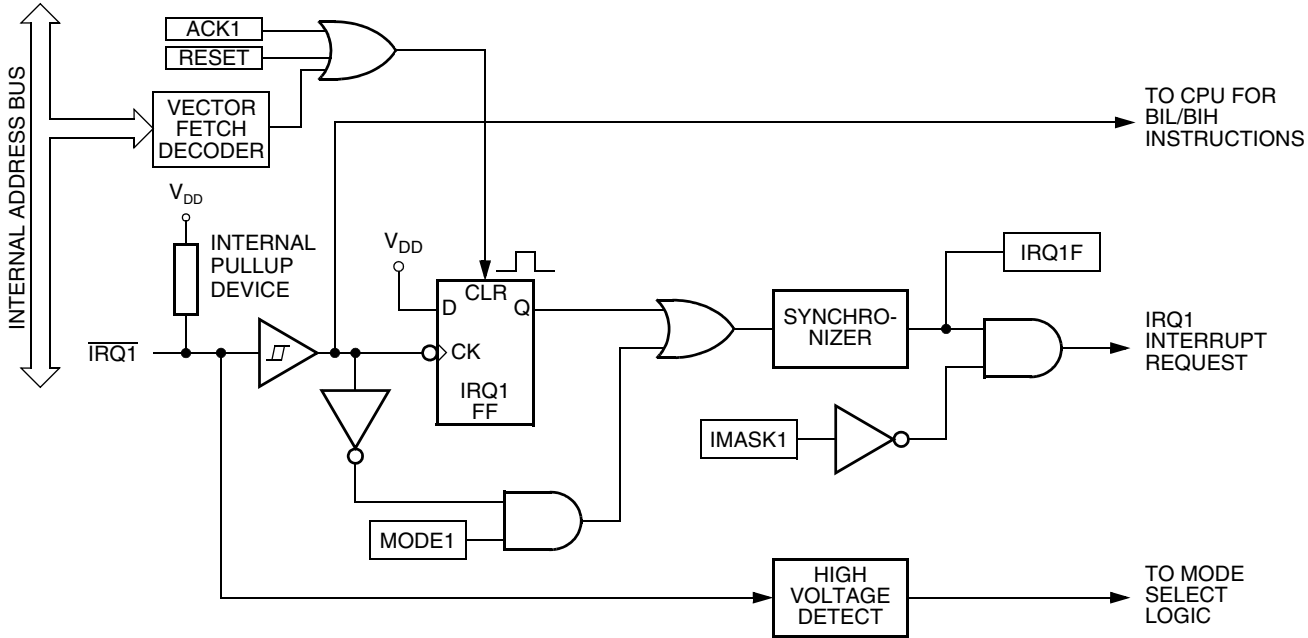 INTERNAL ADDRESS BUS
ACK1
RESET
VECTOR
FETCH
DECODER
TO CPU FOR
BIL/BIH
INSTRUCTIONS
VDD
INTERNAL
PULLUP
DEVICE
VDD
CLR
D
Q
CK
IRQ1
FF
IRQ1
SYNCHRO-
NIZER
IRQ1F
IRQ1
INTERRUPT
REQUEST
IMASK1
MODE1
HIGH
VOLTAGE
DETECT
TO MODE
SELECT
LOGIC